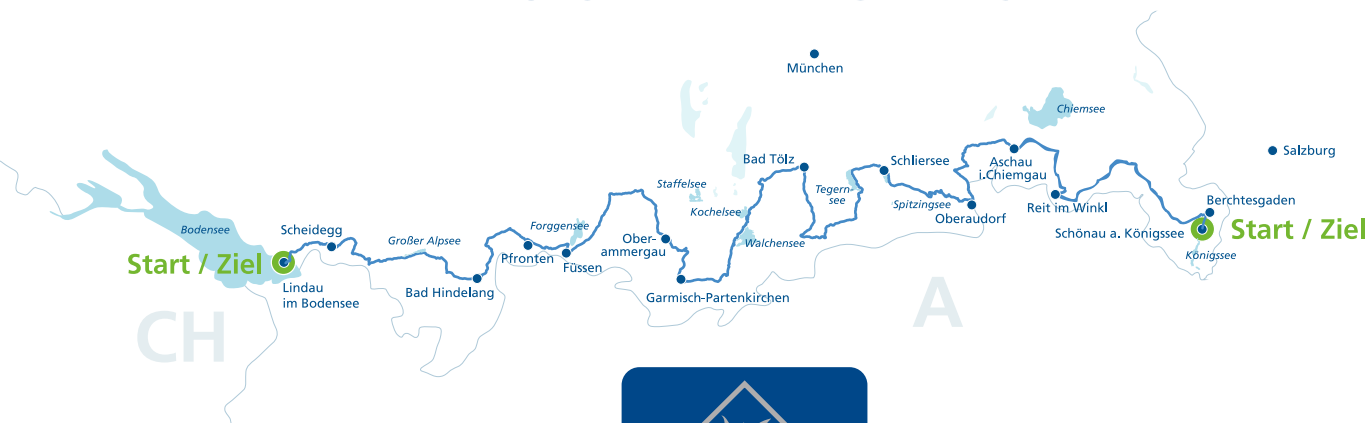 München
Chiemsee
Salzburg
Bad Tölz
Schliersee
Aschau
i.Chiemgau
Staffelsee
Tegern-
see
Spitzingsee
Kochelsee
Oberaudorf
Reit im Winkl
Berchtesgaden
Bodensee
Scheidegg
Großer Alpsee
Forggensee
Ober-
ammergau
Walchensee
Schönau a. Königssee
Start / Ziel
Königssee
Start / Ziel
Pfronten
Füssen
Lindau
im Bodensee
Bad Hindelang
Garmisch-Partenkirchen
CH
A